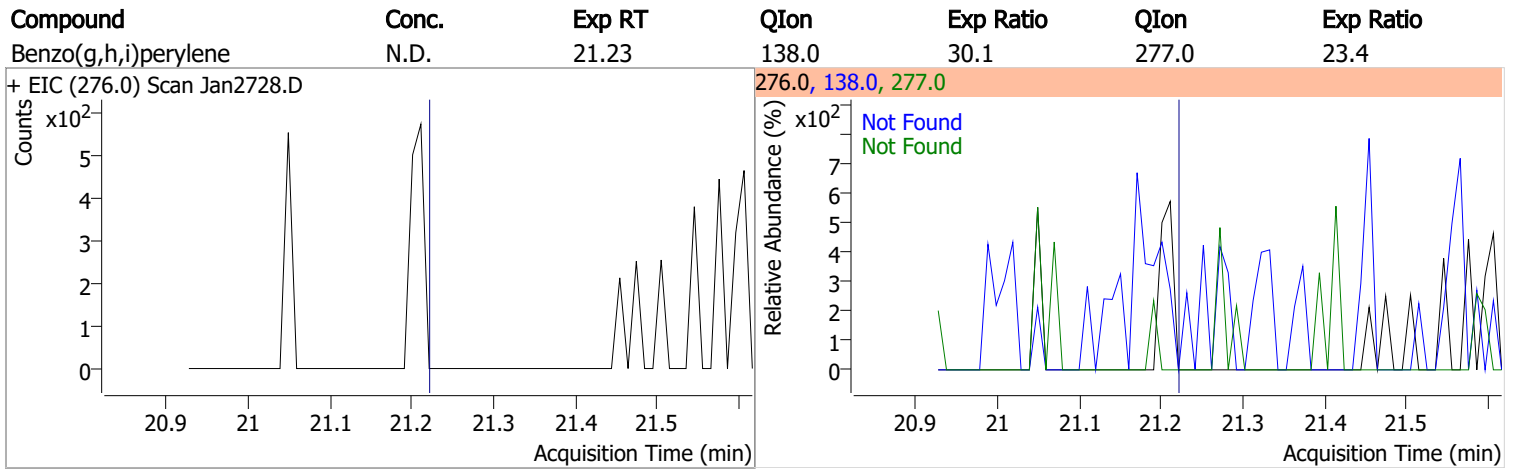 Compound Conc. Exp RT QIon Exp Ratio QIon Exp Ratio
Benzo(g,h,i)perylene N.D. 21.23 138.0 30.1 277.0 23.4
+ EIC (276.0) Scan Jan2728.D
Counts
x10²
5
4
3
2
1
0
20.9 21 21.1 21.2 21.3 21.4 21.5
Acquisition Time (min)
276.0, 138.0, 277.0
Relative Abundance (%)
x10²
Not Found
Not Found
7
6
5
4
3
2
1
0
20.9 21 21.1 21.2 21.3 21.4 21.5
Acquisition Time (min)